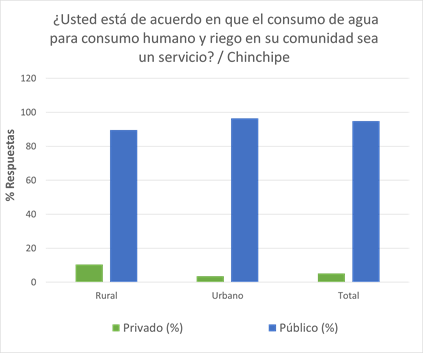 ¿Usted está de acuerdo en que el consumo de agua
para consumo humano y riego en su comunidad sea
un servicio? / Chinchipe
120
100
80
60
40
20
0
% Respuestas
Rural Urbano Total
Privado (%) Público (%)